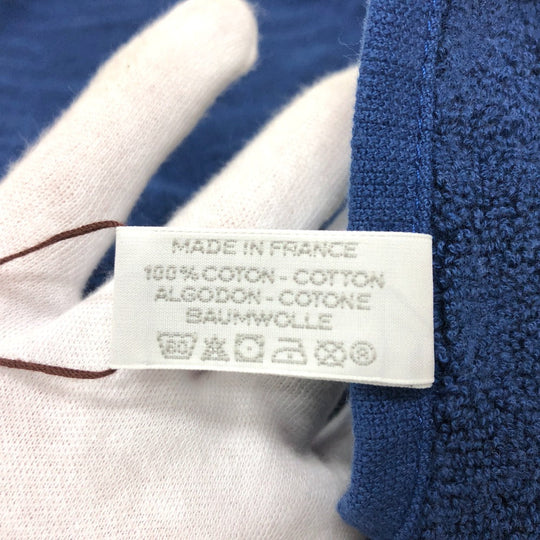 MADE IN FRANCE
100% COTON - COTTON
ALGODON - COTONE
BAUMWOLLE
®